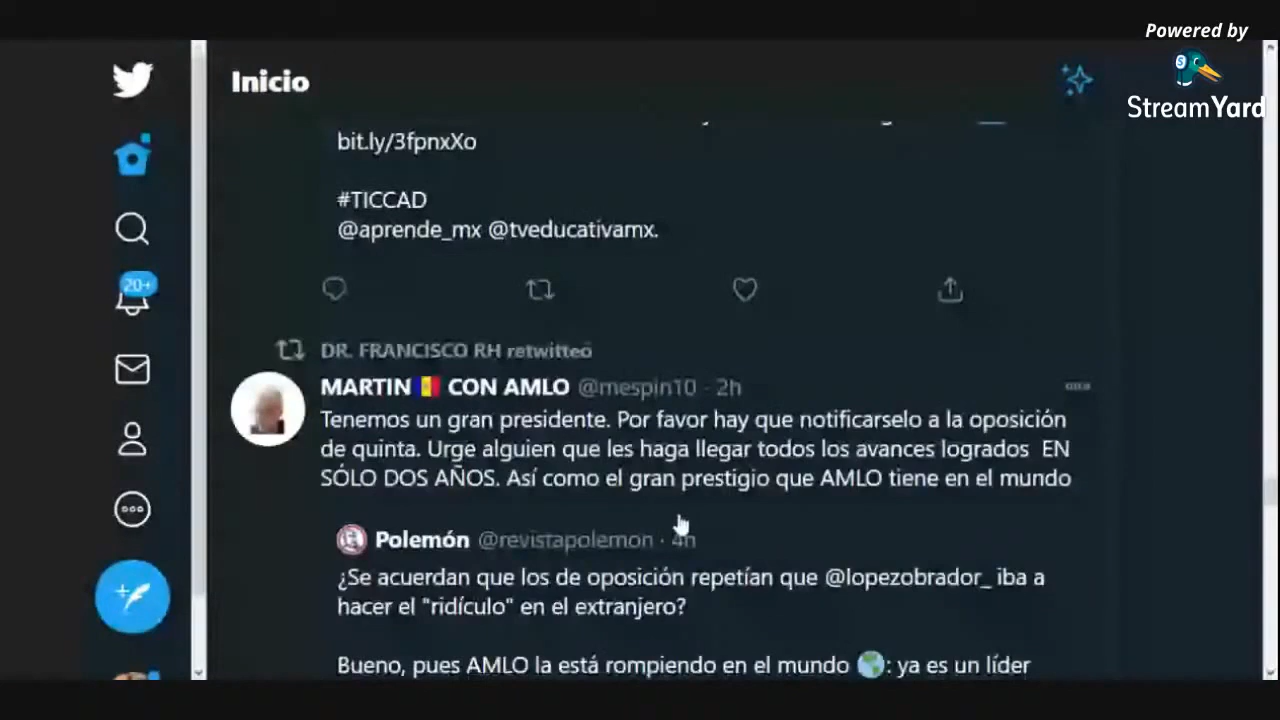 Powered by
StreamYard
Inicio
bit.ly/3fpnxXo
#TICCAD
@aprende_mx @tveducativamx.
20+
DR. FRANCISCO RH retwitteó
MARTIN CON AMLO @mespin10 · 2h
Tenemos un gran presidente. Por favor hay que notificarselo a la oposición
de quinta. Urge alguien que les haga llegar todos los avances logrados EN
SÓLO DOS AÑOS. Así como el gran prestigio que AMLO tiene en el mundo
Polemón @revistapolemon · 4h
¿Se acuerdan que los de oposición repetían que @lopezobrador_ iba a
hacer el "ridículo" en el extranjero?
Bueno, pues AMLO la está rompiendo en el mundo 🌎: ya es un líder